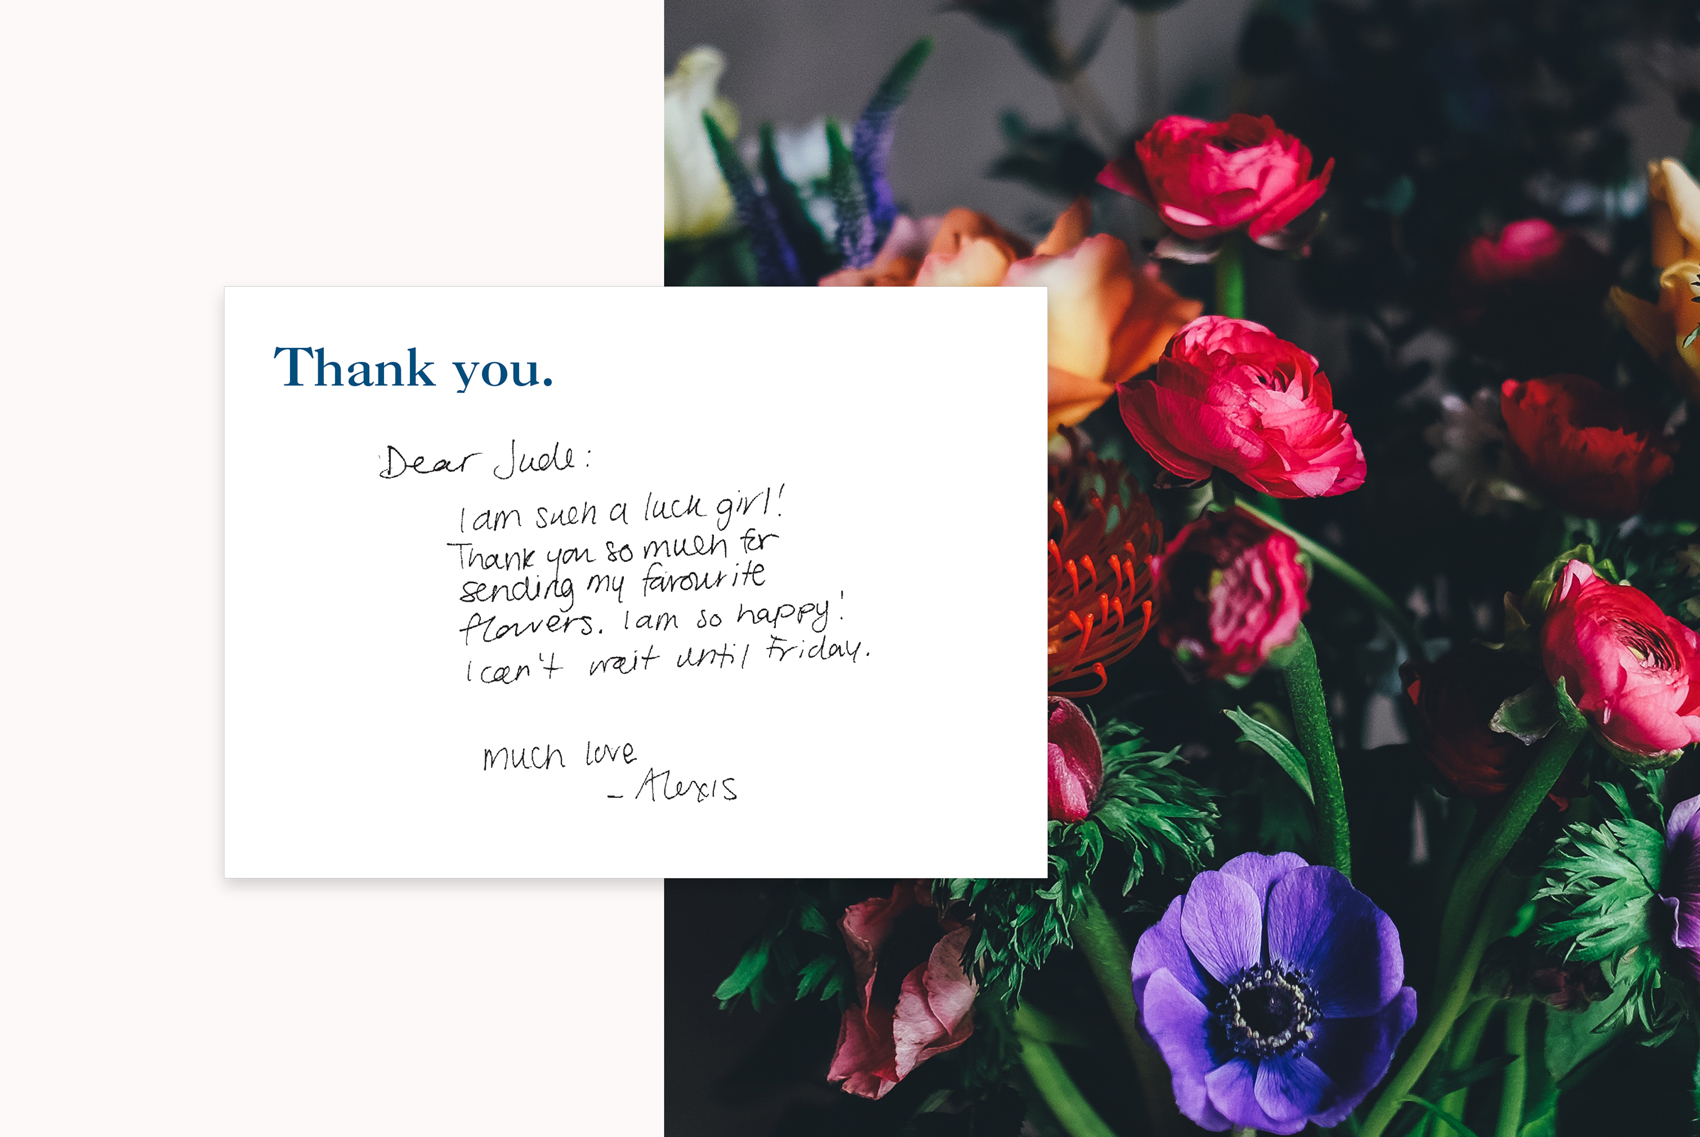 Thank you.
Dear Jude:
I am such a luck girl!
Thank you so much for
sending my favourite
flowers. I am so happy!
I can't wait until Friday.
much love
- Alexis